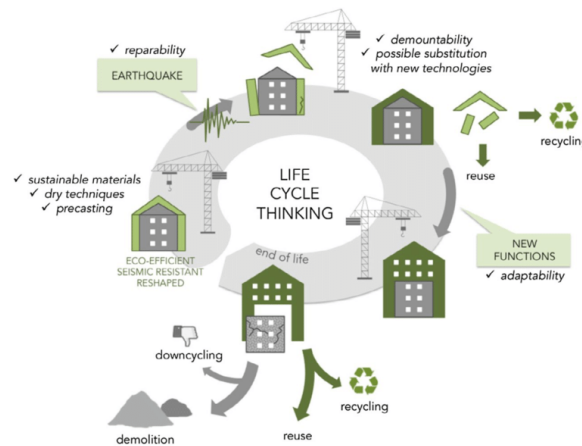 ✓ reparability
EARTHQUAKE
✓ demountability
✓ possible substitution
with new technologies
recyclin
reuse
✓ sustainable materials
✓ dry techniques
✓ precasting
LIFE
CYCLE
THINKING
ECO-EFFICIENT
SEISMIC RESISTANT
RESHAPED
end of life
NEW
FUNCTIONS
✓ adaptability
downcycling
recycling
demolition
reuse